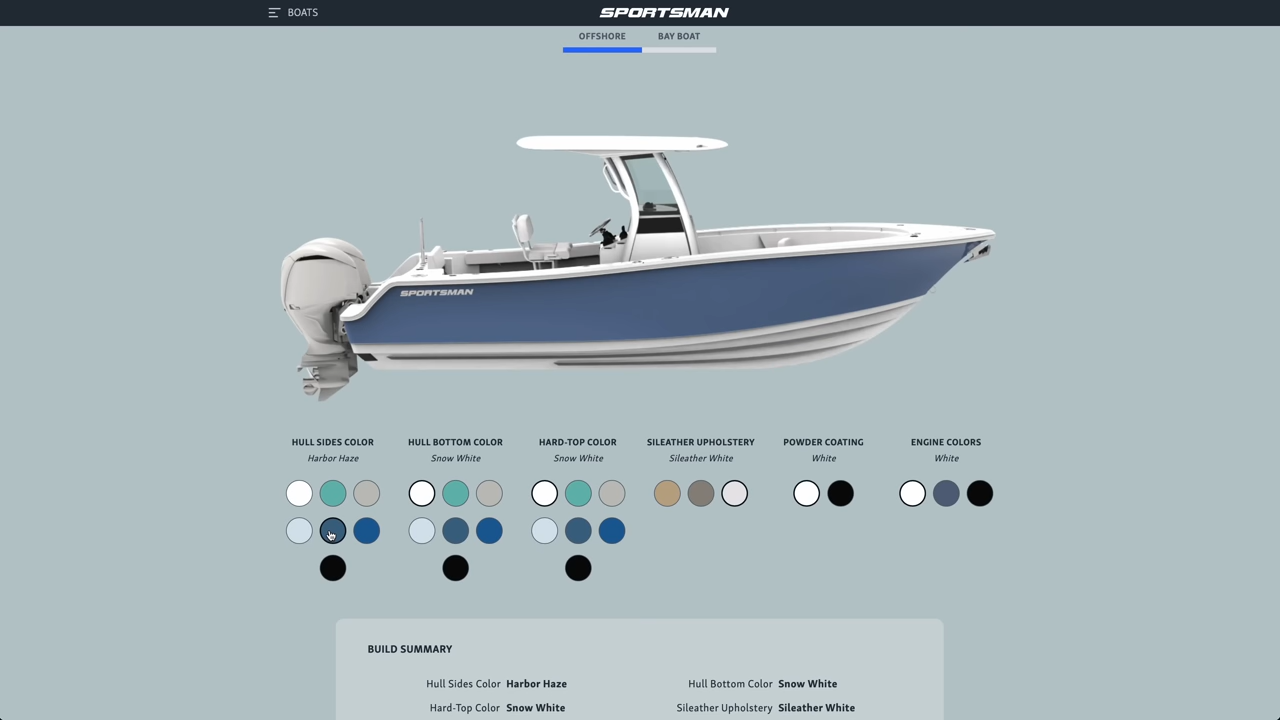 BOATS
SPORTSMAN
OFFSHORE BAY BOAT
SPORTSMAN
HULL SIDES COLOR HULL BOTTOM COLOR HARD-TOP COLOR SILEATHER UPHOLSTERY POWDER COATING ENGINE COLORS
Harbor Haze Snow White Snow White Sileather White White White
BUILD SUMMARY
Hull Sides Color Harbor Haze Hull Bottom Color Snow White
Hard-Top Color Snow White Sileather Upholstery Sileather White